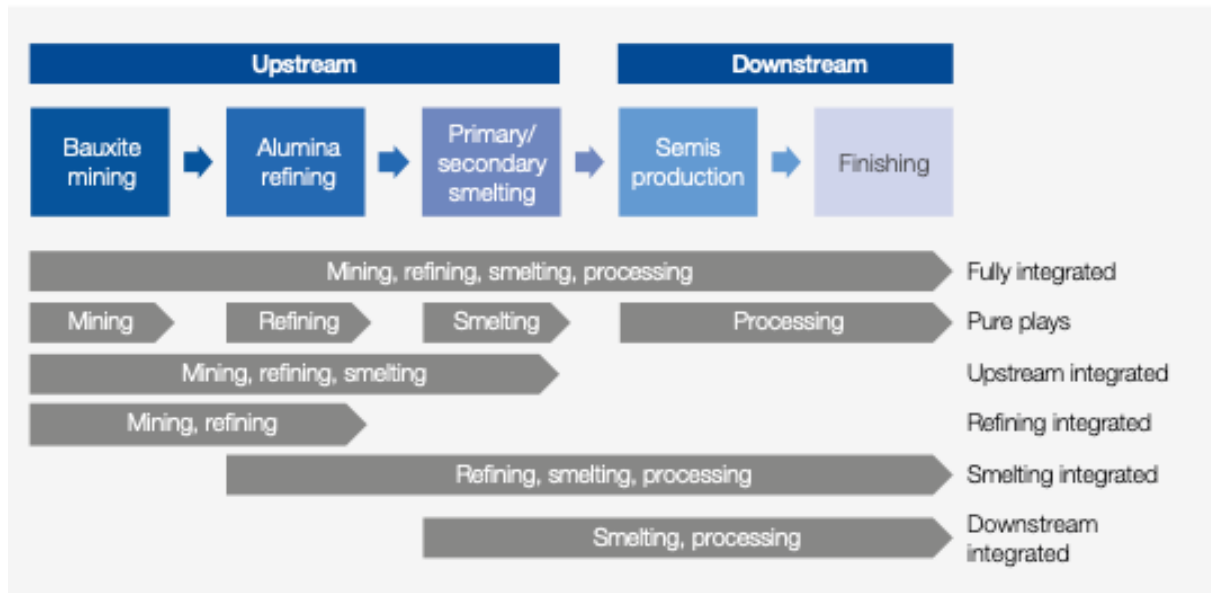 Upstream
Downstream
Bauxite
mining
Alumina
refining
Primary/
secondary
smelting
Semis
production
Finishing
Mining, refining, smelting, processing
Fully integrated
Mining
Refining
Smelting
Processing
Pure plays
Mining, refining, smelting
Upstream integrated
Mining, refining
Refining integrated
Refining, smelting, processing
Smelting integrated
Smelting, processing
Downstream
integrated